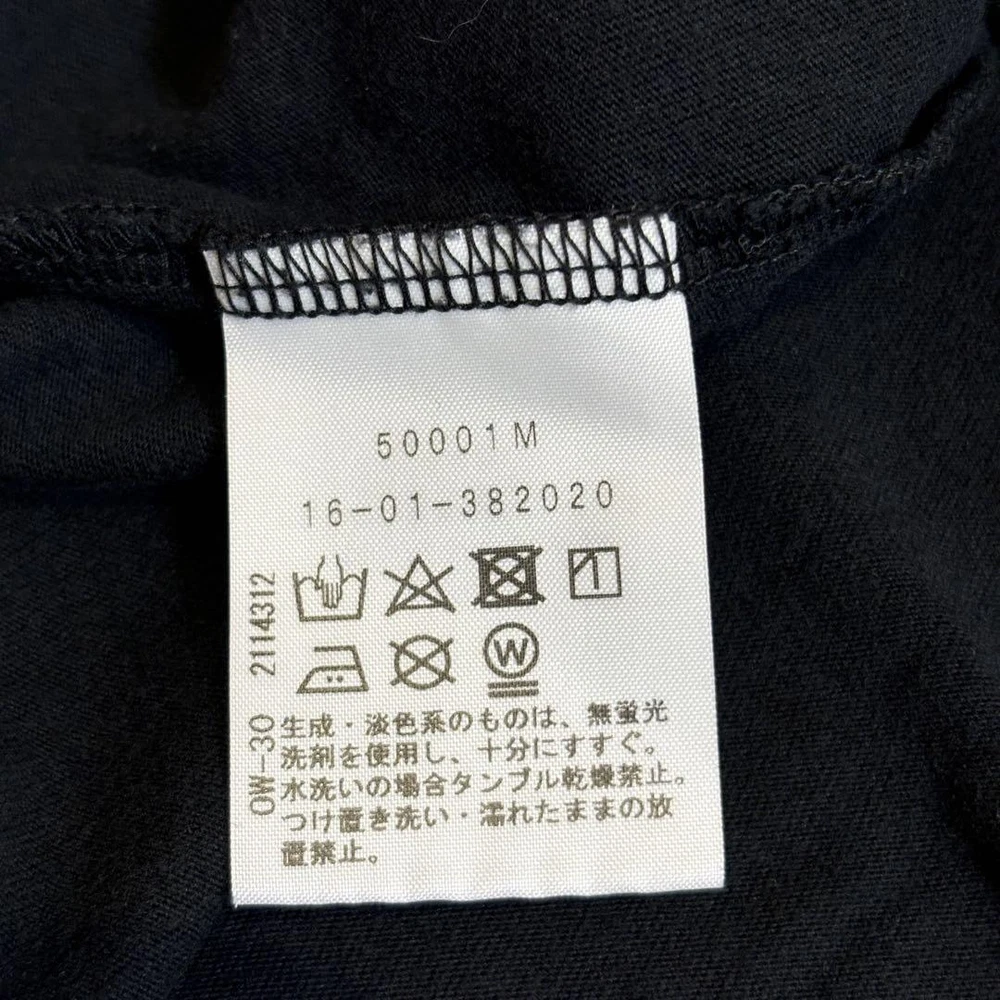 50001M
16-01-382020
W
生成・淡色系のものは、無蛍光
洗剤を使用し、十分にすすぐ。
水洗いの場合タンブル乾燥禁止。
つけ置き洗い・濡れたままの放
置禁止。
OW-30 2114312